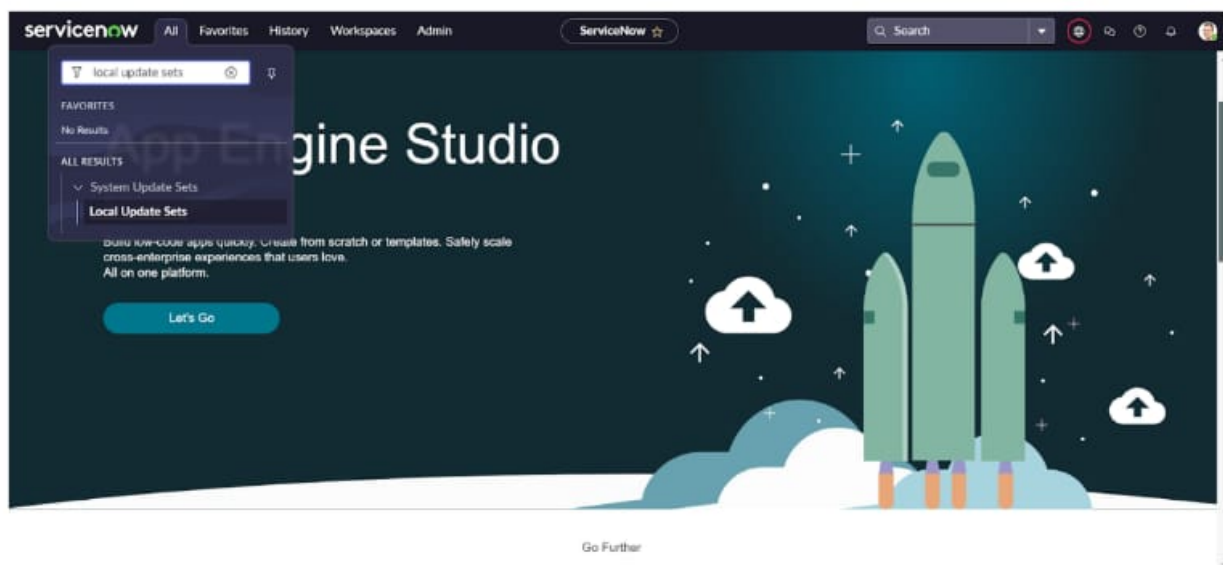 servicenow All Favorites History Workspaces Admin ServiceNow Search
local update sets
FAVORITES
No Results
App Engine Studio
ALL RESULTS
System Update Sets
Local Update Sets
Build low-code apps quickly. Create from scratch or templates. Safely scale
cross-enterprise experiences that users love.
All on one platform.
Let's Go
Go Further